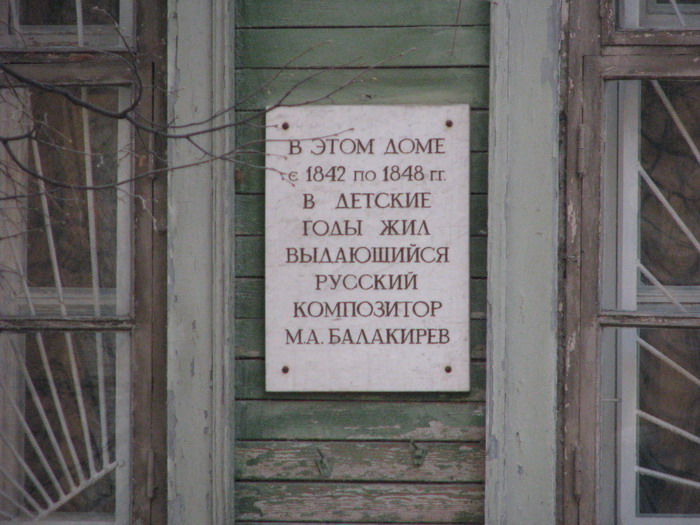 В ЭТОМ ДОМЕ
с 1842 по 1848 гг.
В ДЕТСКИЕ
ГОДЫ ЖИЛ
ВЫДАЮЩИЙСЯ
РУССКИЙ
КОМПОЗИТОР
М.А. БАЛАКИРЕВ